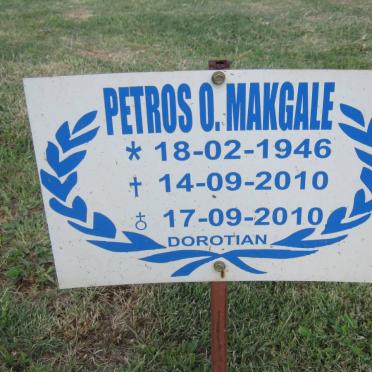 PETROS O. MAKGALE
* 18-02-1946
† 14-09-2010
♁ 17-09-2010
DOROTIAN